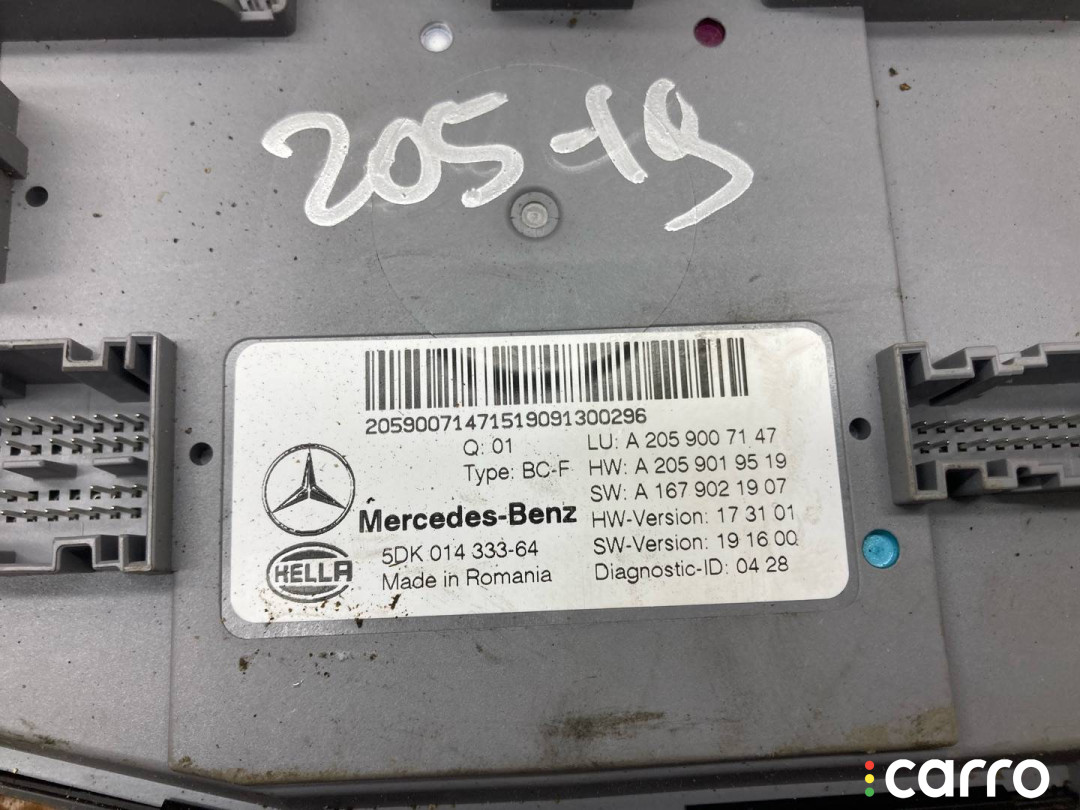 205-19
205900714715190913​00296
Q: 01
Type: BC-F
Mercedes-Benz
HELLA
5DK 014 333-64
Made in Romania
LU: A 205 900 71 47
HW: A 205 901 95 19
SW: A 167 902 19 07
HW-Version: 17 31 01
SW-Version: 19 16 00
Diagnostic-ID: 04 28
carro